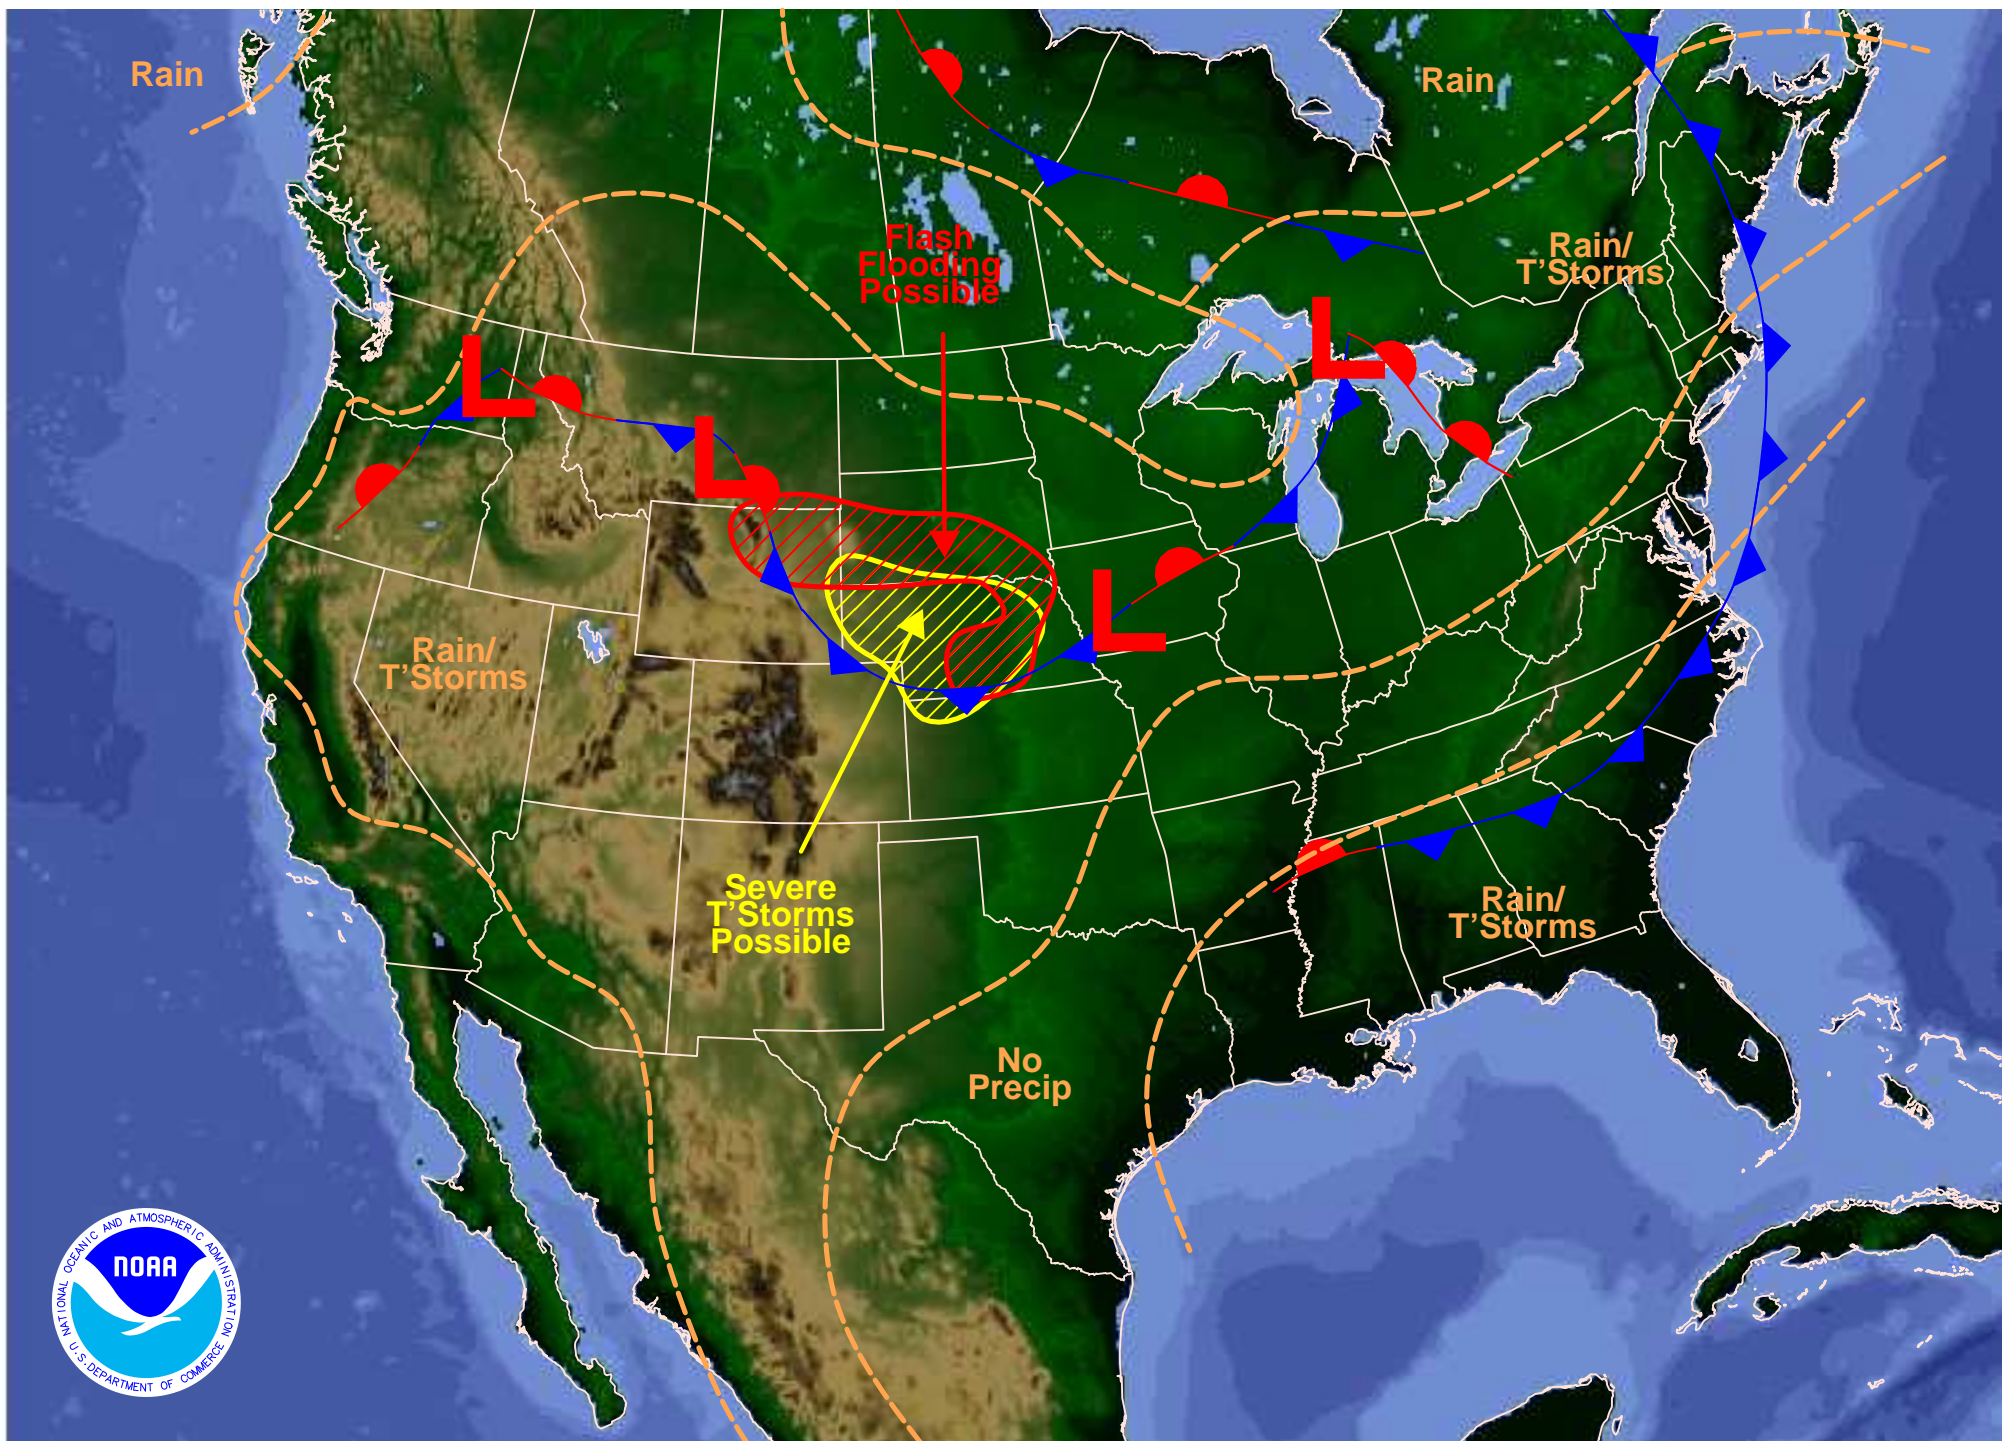 Rain
Rain
Flash
Flooding
Possible
Rain/
T'Storms
L
L
L
L
Rain/
T'Storms
Severe
T'Storms
Possible
Rain/
T'Storms
No
Precip
NATIONAL OCEANIC AND ATMOSPHERIC ADMINISTRATION
NOAA
U.S. DEPARTMENT OF COMMERCE